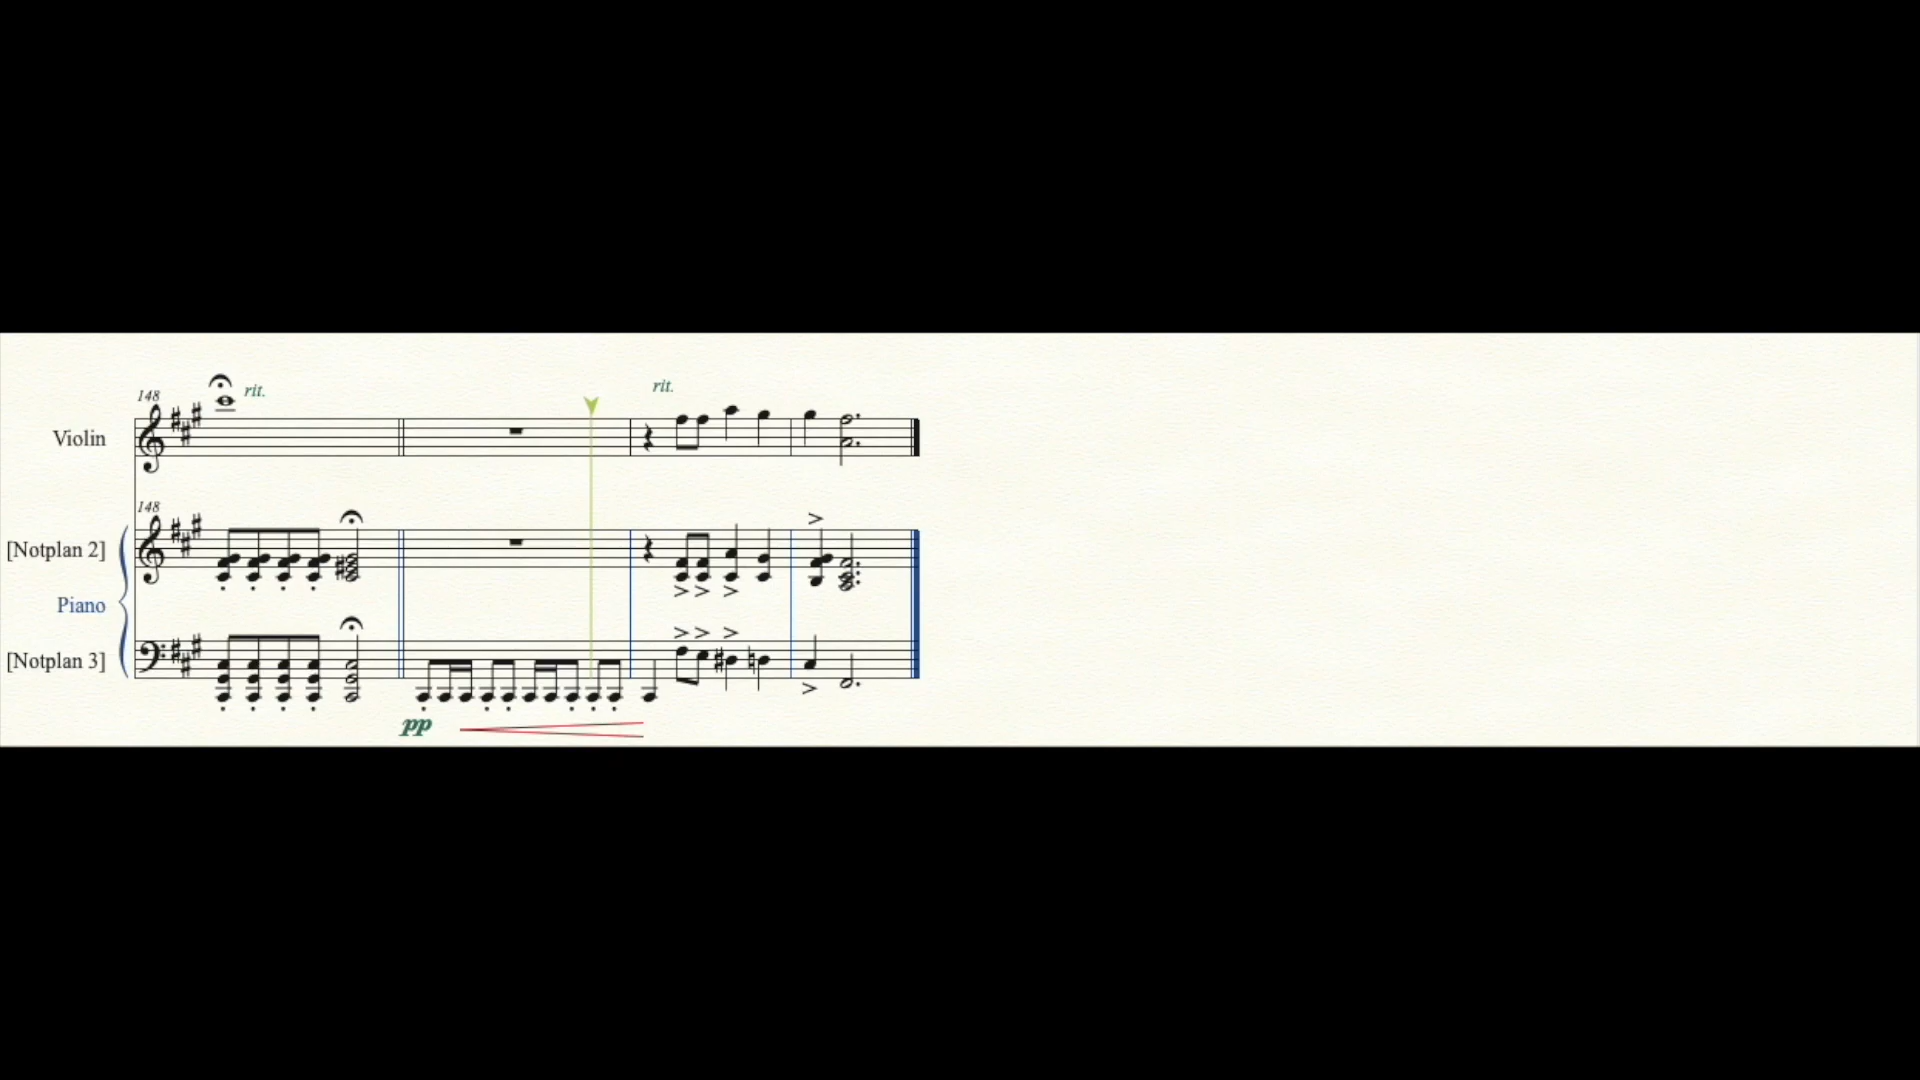 148
rit.
rit.
Violin
148
[Notplan 2]
Piano
[Notplan 3]
pp